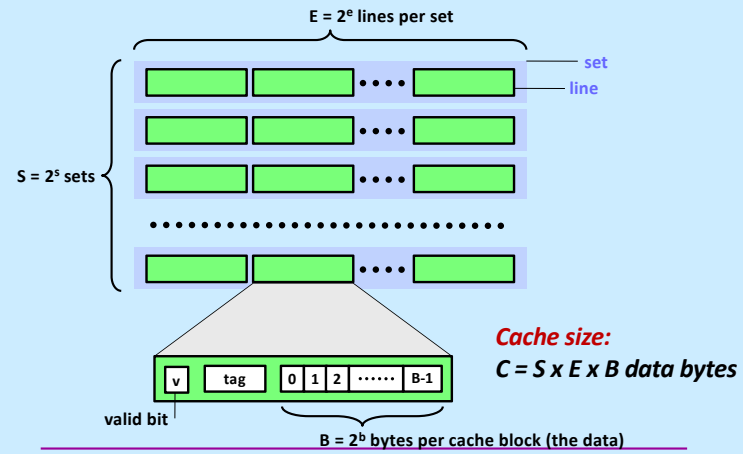 E = 2ᵉ lines per set
set
line
S = 2ˢ sets
Cache size:
C = S x E x B data bytes
v
tag
0 1 2 •••••• B-1
valid bit
B = 2ᵇ bytes per cache block (the data)